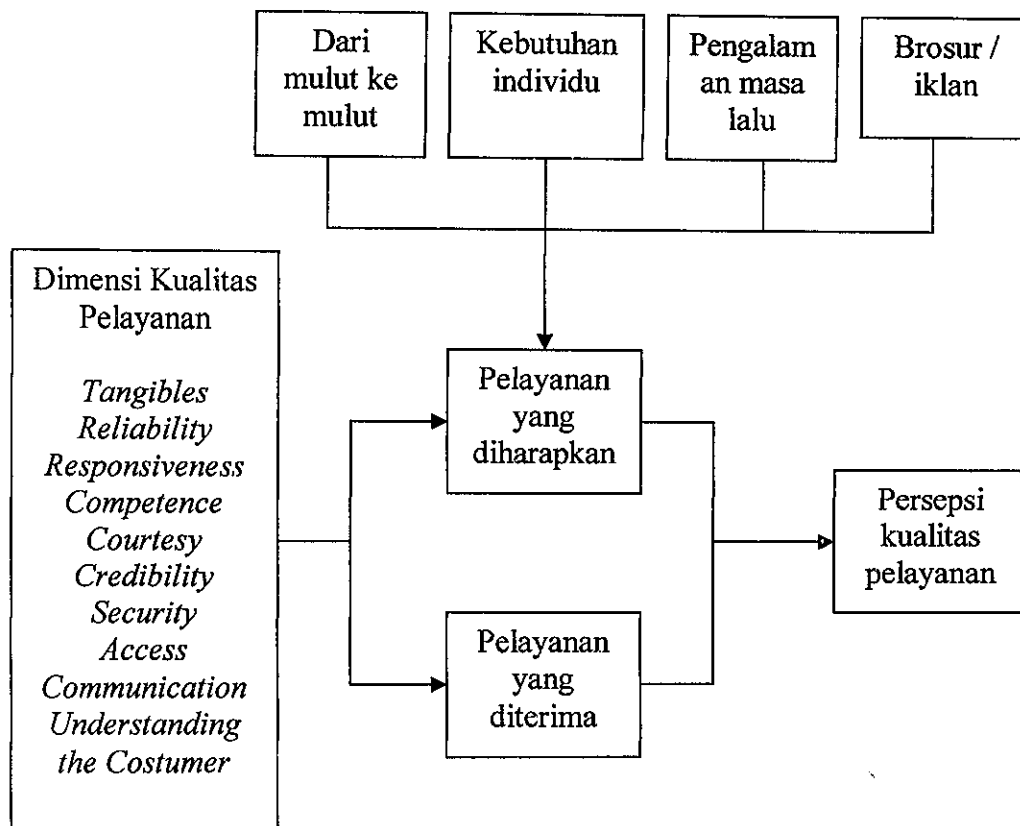 Dari
mulut ke
mulut
Kebutuhan
individu
Pengalam
an masa
lalu
Brosur /
iklan
Dimensi Kualitas
Pelayanan
Tangibles
Reliability
Responsiveness
Competence
Courtesy
Credibility
Security
Access
Communication
Understanding
the Costumer
Pelayanan
yang
diharapkan
Pelayanan
yang
diterima
Persepsi
kualitas
pelayanan